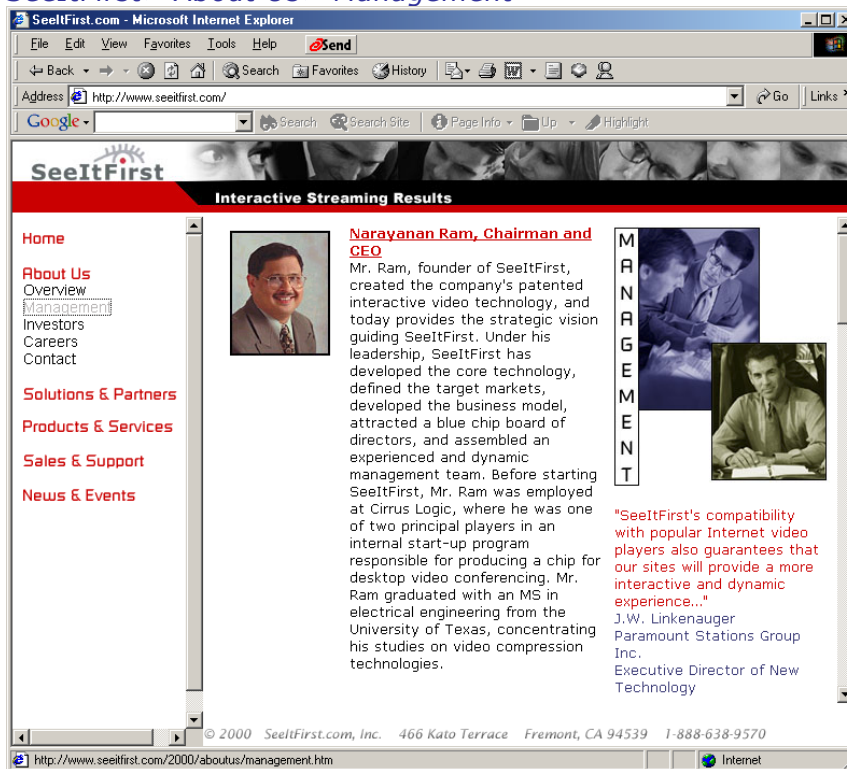 SeeItFirst.com - Microsoft Internet Explorer
File Edit View Favorites Tools Help Send
Back Search Favorites History
Address http://www.seeitfirst.com/ Go Links
Google Search Search Site Page Info Up Highlight
SeeItFirst
Interactive Streaming Results
Home
About Us
Overview
Management
Investors
Careers
Contact
Solutions & Partners
Products & Services
Sales & Support
News & Events
Narayanan Ram, Chairman and
CEO
Mr. Ram, founder of SeeItFirst,
created the company's patented
interactive video technology, and
today provides the strategic vision
guiding SeeItFirst. Under his
leadership, SeeItFirst has
developed the core technology,
defined the target markets,
developed the business model,
attracted a blue chip board of
directors, and assembled an
experienced and dynamic
management team. Before starting
SeeItFirst, Mr. Ram was employed
at Cirrus Logic, where he was one
of two principal players in an
internal start-up program
responsible for producing a chip for
desktop video conferencing. Mr.
Ram graduated with an MS in
electrical engineering from the
University of Texas, concentrating
his studies on video compression
technologies.
MANAGEMENT
"SeeItFirst's compatibility
with popular Internet video
players also guarantees that
our sites will provide a more
interactive and dynamic
experience..."
J.W. Linkenauger
Paramount Stations Group
Inc.
Executive Director of New
Technology
© 2000 SeeItFirst.com, Inc. 466 Kato Terrace Fremont, CA 94539 1-888-638-9570
http://www.seeitfirst.com/2000/aboutus/management.htm Internet